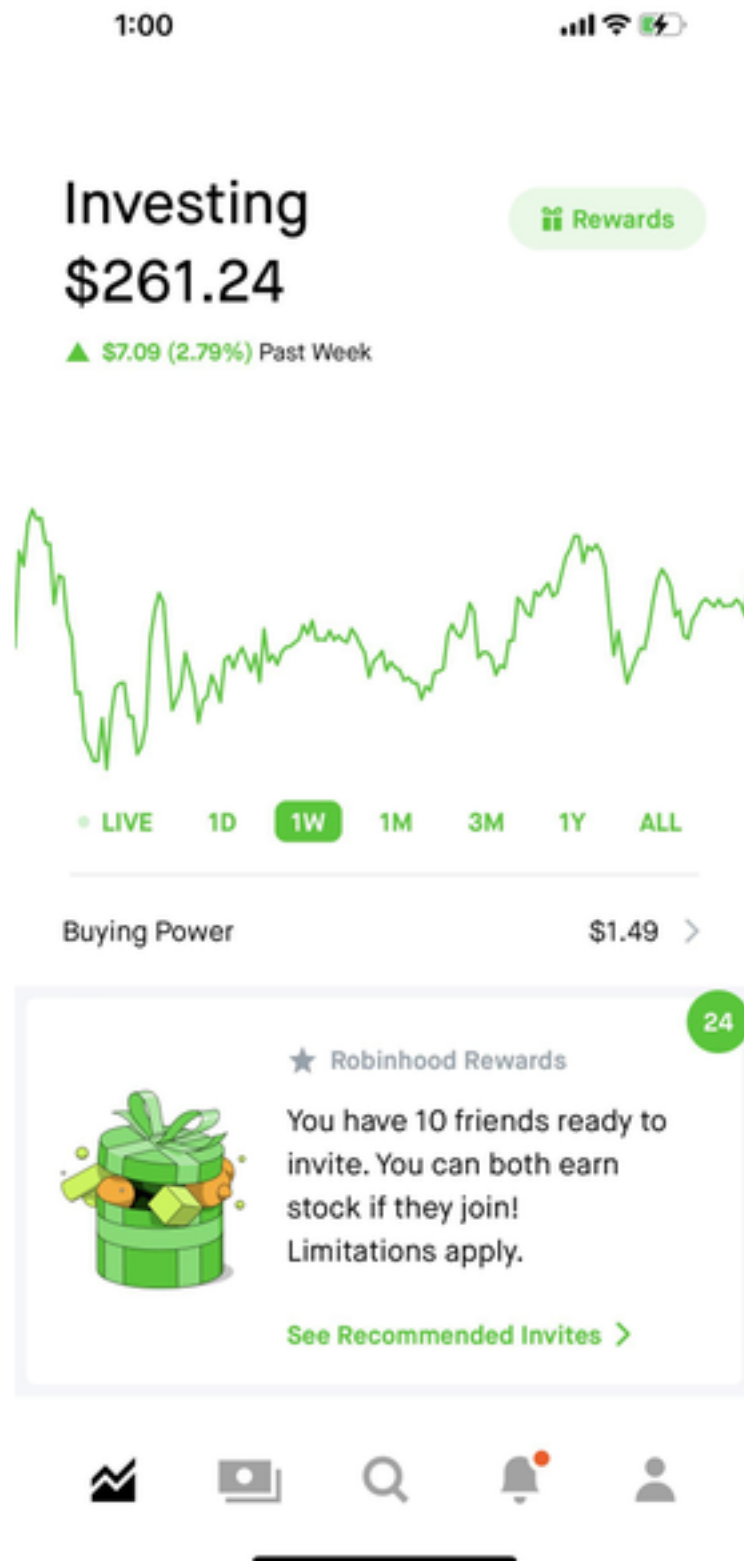 1:00
Investing
Rewards
$261.24
$7.09 (2.79%) Past Week
LIVE 1D 1W 1M 3M 1Y ALL
Buying Power $1.49
24
Robinhood Rewards
You have 10 friends ready to
invite. You can both earn
stock if they join!
Limitations apply.
See Recommended Invites